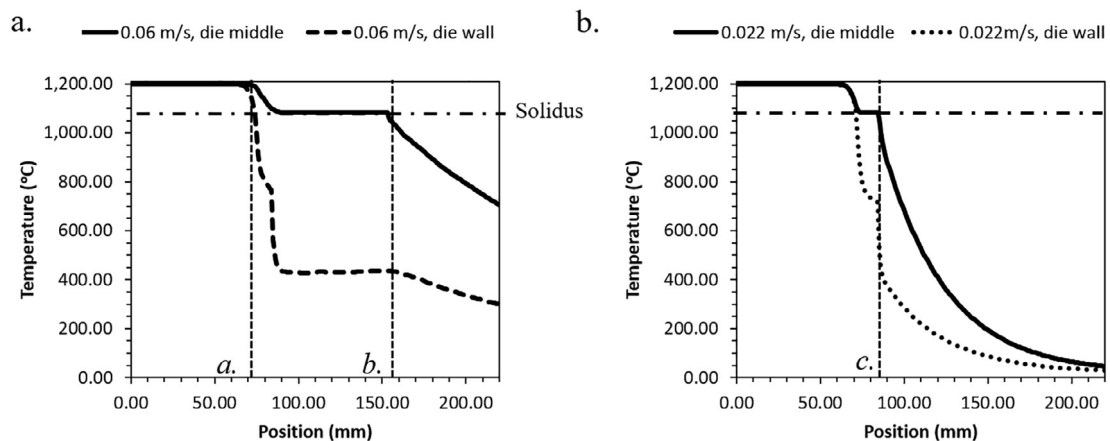 a.
0.06 m/s, die middle
0.06 m/s, die wall
1,200.00
1,000.00
800.00
600.00
400.00
200.00
0.00
Temperature (°C)
Solidus
a.
b.
0.00 50.00 100.00 150.00 200.00
Position (mm)
b.
0.022 m/s, die middle
0.022m/s, die wall
1,200.00
1,000.00
800.00
600.00
400.00
200.00
0.00
Temperature (°C)
c.
0.00 50.00 100.00 150.00 200.00
Position (mm)